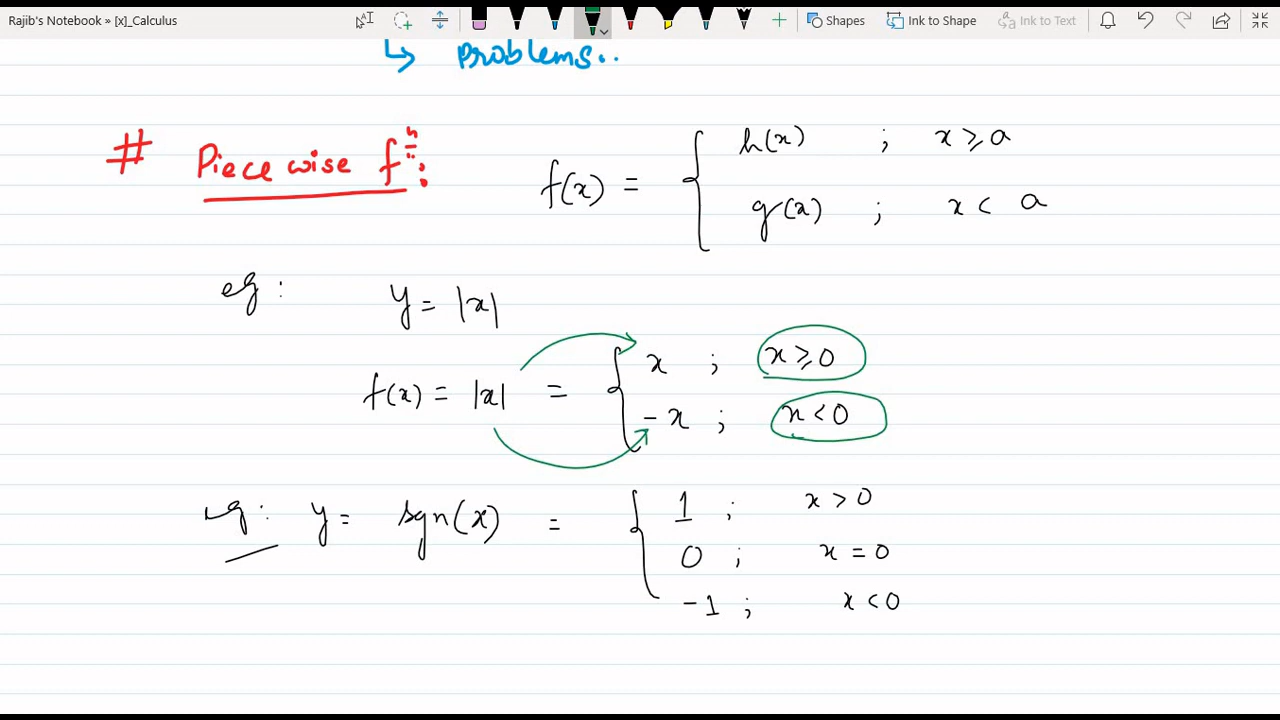 Rajib's Notebook » [x]_Calculus
Shapes Ink to Shape Ink to Text
↳ Problems..
# Piece wise fⁿ:
f(x) = { h(x) ; x ≥ a
g(x) ; x < a
eg: y = |x|
f(x) = |x| = { x ; x ≥ 0
-x ; x < 0
eg: y = sgn(x) = { 1 ; x > 0
0 ; x = 0
-1 ; x < 0